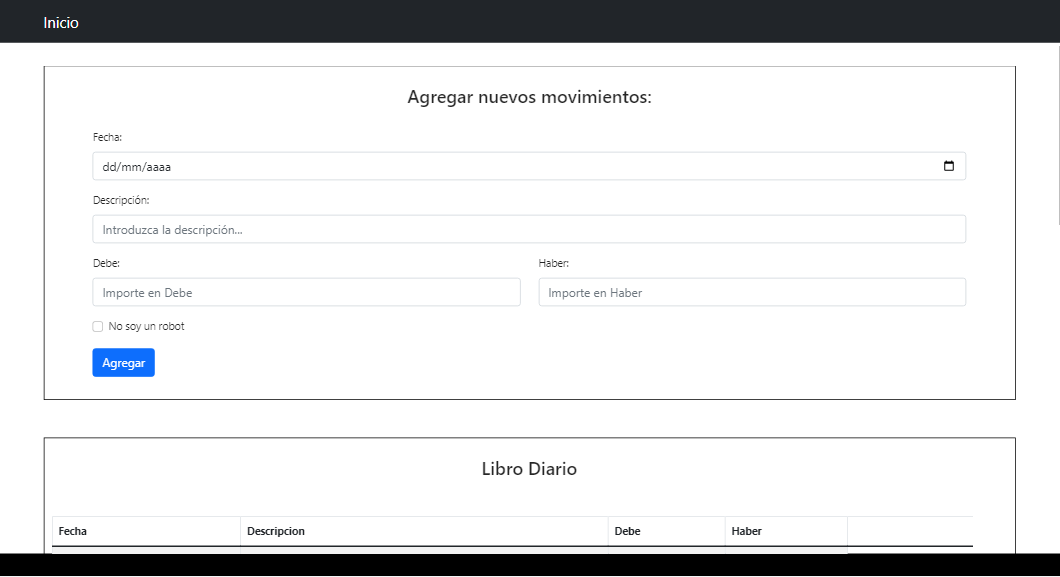 Inicio
Agregar nuevos movimientos:
Fecha:
dd/mm/aaaa
Descripción:
Introduzca la descripción...
Debe: Haber:
Importe en Debe Importe en Haber
No soy un robot
Agregar
Libro Diario
Fecha Descripcion Debe Haber